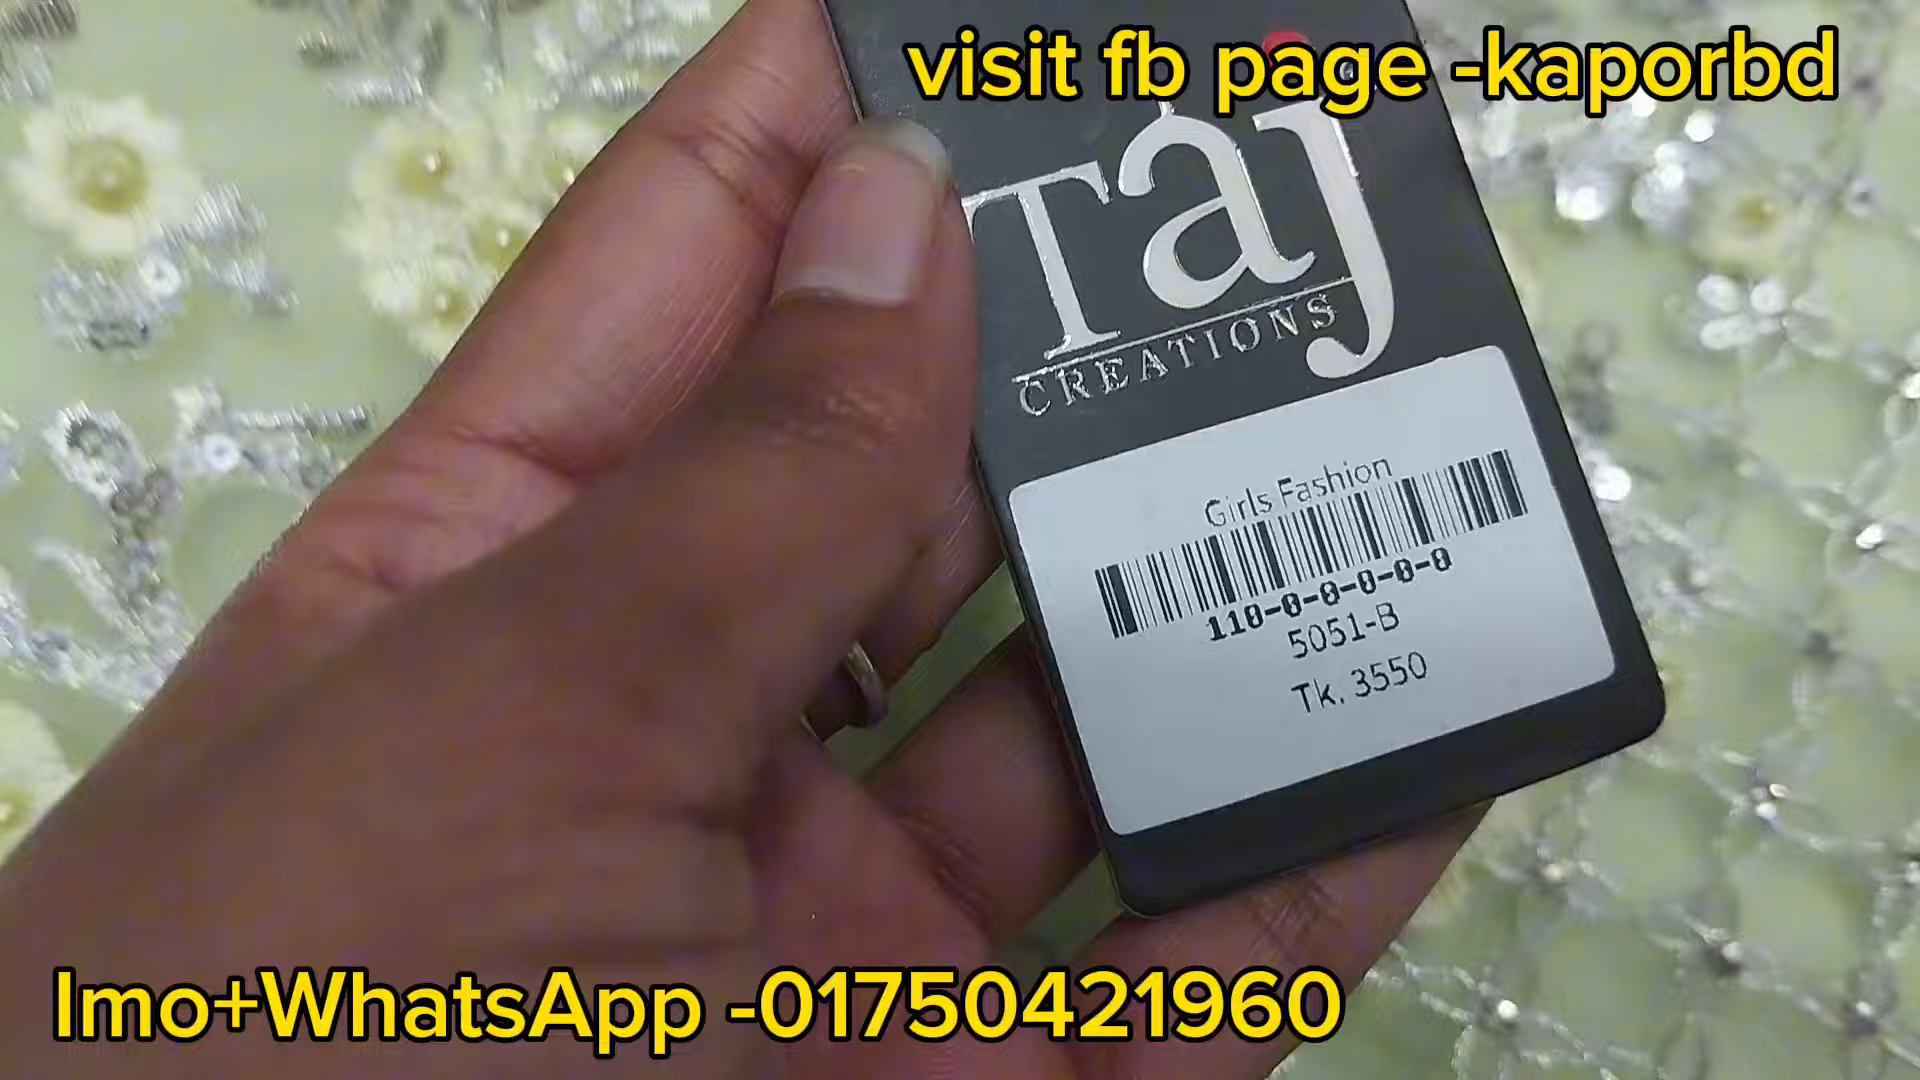 visit fb page -kaporbd
Taj
CREATIONS
Girls Fashion
110-0-0-0-0-0
5051-B
Tk. 3550
Imo+WhatsApp -01750421960